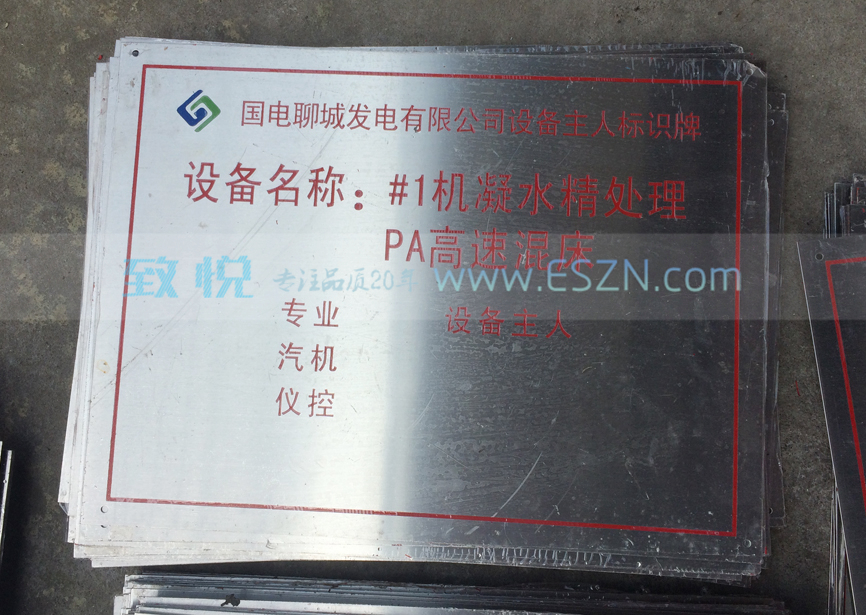 国电聊城发电有限公司设备主人标识牌
设备名称：#1机凝水精处理
PA高速混床
致悦 专注品质20年 www.ESZN.com
专业 设备主人
汽机
仪控